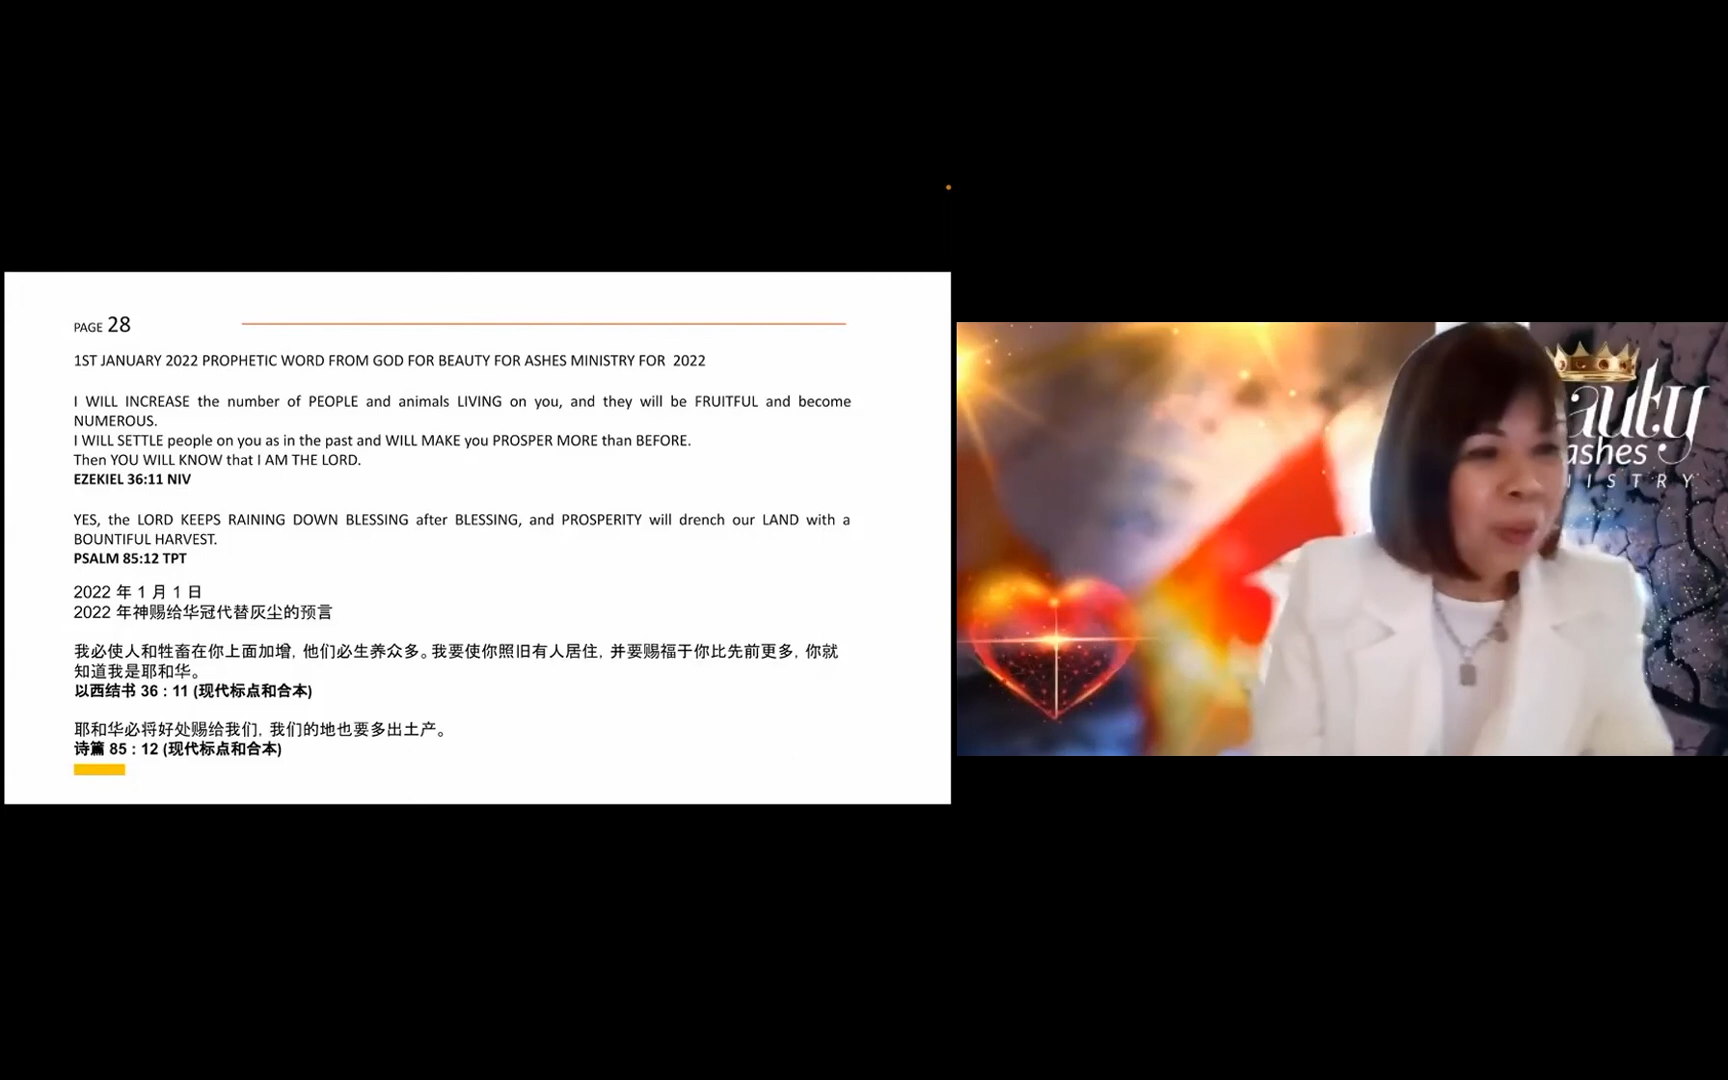 PAGE 28
1ST JANUARY 2022 PROPHETIC WORD FROM GOD FOR BEAUTY FOR ASHES MINISTRY FOR 2022
I WILL INCREASE the number of PEOPLE and animals LIVING on you, and they will be FRUITFUL and become
NUMEROUS.
I WILL SETTLE people on you as in the past and WILL MAKE you PROSPER MORE than BEFORE.
Then YOU WILL KNOW that I AM THE LORD.
EZEKIEL 36:11 NIV
YES, the LORD KEEPS RAINING DOWN BLESSING after BLESSING, and PROSPERITY will drench our LAND with a
BOUNTIFUL HARVEST.
PSALM 85:12 TPT
2022 年 1 月 1 日
2022 年神赐给华冠代替灰尘的预言
我必使人和牲畜在你上面加增, 他们必生养众多。我要使你照旧有人居住, 并要赐福于你比先前更多, 你就
知道我是耶和华。
以西结书 36 : 11 (现代标点和合本)
耶和华必将好处赐给我们, 我们的地也要多出土产。
诗篇 85 : 12 (现代标点和合本)
auty
ashes
ISTRY